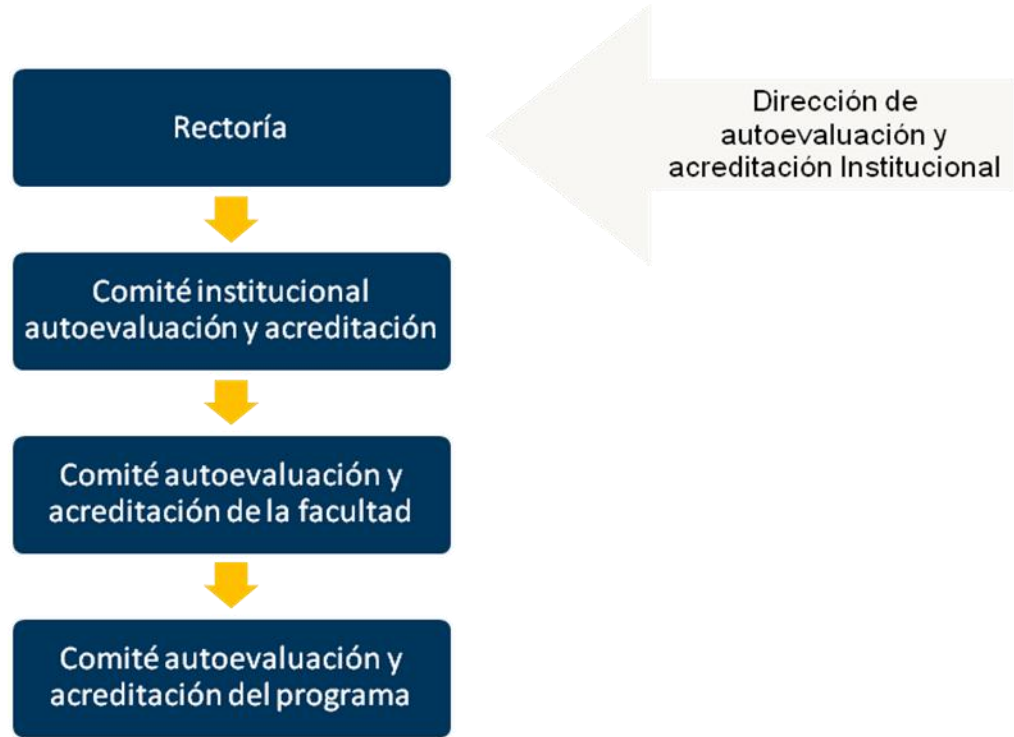 Rectoría
Dirección de
autoevaluación y
acreditación Institucional
Comité institucional
autoevaluación y acreditación
Comité autoevaluación y
acreditación de la facultad
Comité autoevaluación y
acreditación del programa